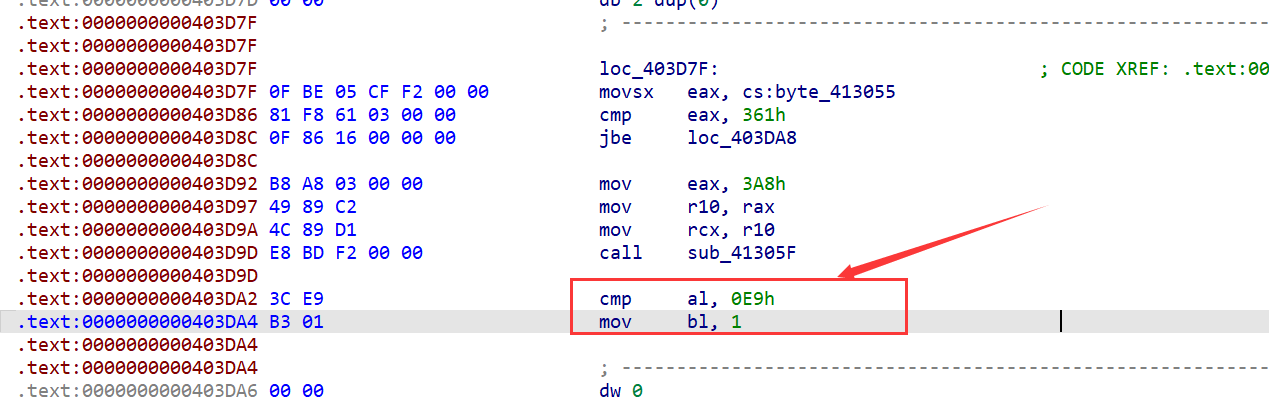 .text:0000000000403D7D 00 00 db 2 dup(0)
.text:0000000000403D7F ; ---------------------------------------------------------------
.text:0000000000403D7F
.text:0000000000403D7F loc_403D7F: ; CODE XREF: .text:00
.text:0000000000403D7F 0F BE 05 CF F2 00 00 movsx eax, cs:byte_413055
.text:0000000000403D86 81 F8 61 03 00 00 cmp eax, 361h
.text:0000000000403D8C 0F 86 16 00 00 00 jbe loc_403DA8
.text:0000000000403D8C
.text:0000000000403D92 B8 A8 03 00 00 mov eax, 3A8h
.text:0000000000403D97 49 89 C2 mov r10, rax
.text:0000000000403D9A 4C 89 D1 mov rcx, r10
.text:0000000000403D9D E8 BD F2 00 00 call sub_41305F
.text:0000000000403D9D
.text:0000000000403DA2 3C E9 cmp al, 0E9h
.text:0000000000403DA4 B3 01 mov bl, 1
.text:0000000000403DA4
.text:0000000000403DA4 ; ---------------------------------------------------------------
.text:0000000000403DA6 00 00 dw 0